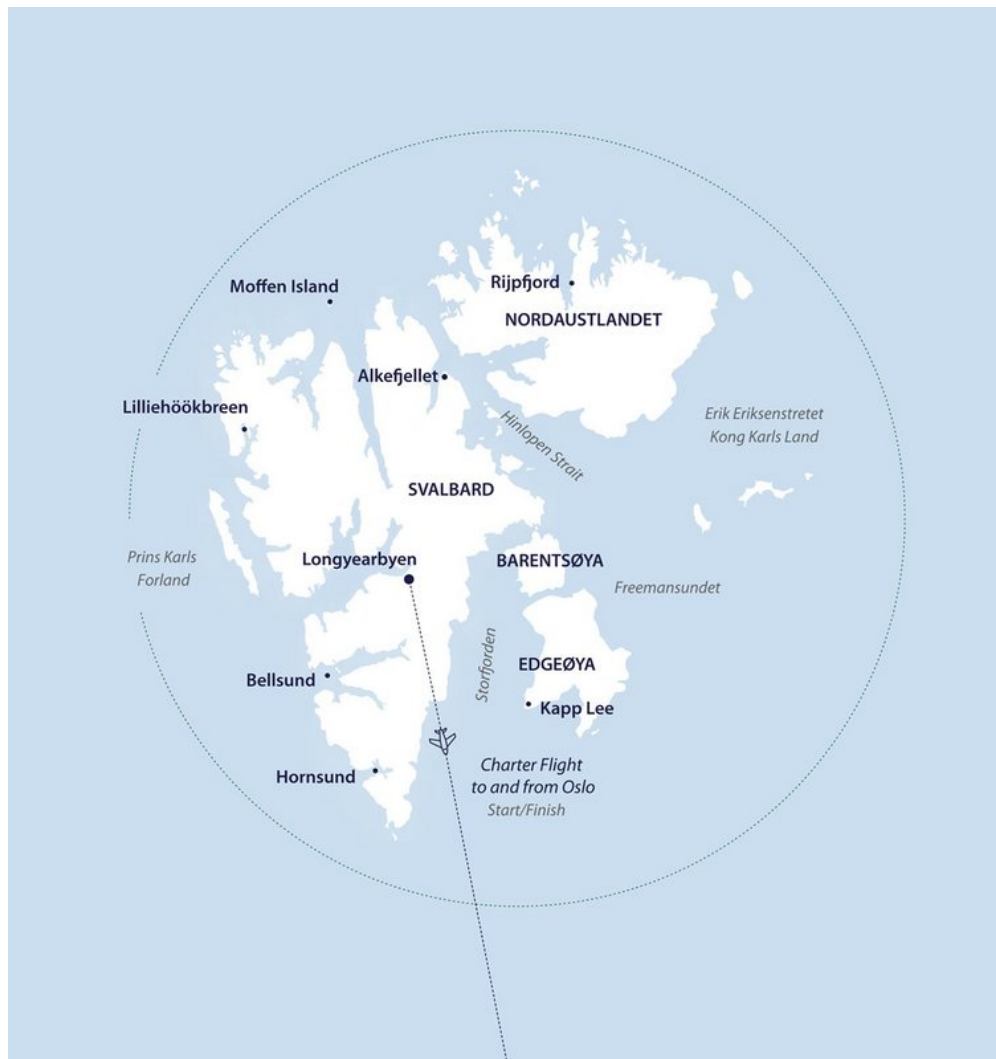 Moffen Island
Rijpfjord
NORDAUSTLANDET
Alkefjellet
Lilliehöökbreen
Hinlopen Strait
Erik Eriksenstretet
Kong Karls Land
SVALBARD
Prins Karls
Forland
Longyearbyen
BARENTSØYA
Freemansundet
Storfjorden
EDGEØYA
Bellsund
Kapp Lee
Hornsund
Charter Flight
to and from Oslo
Start/Finish